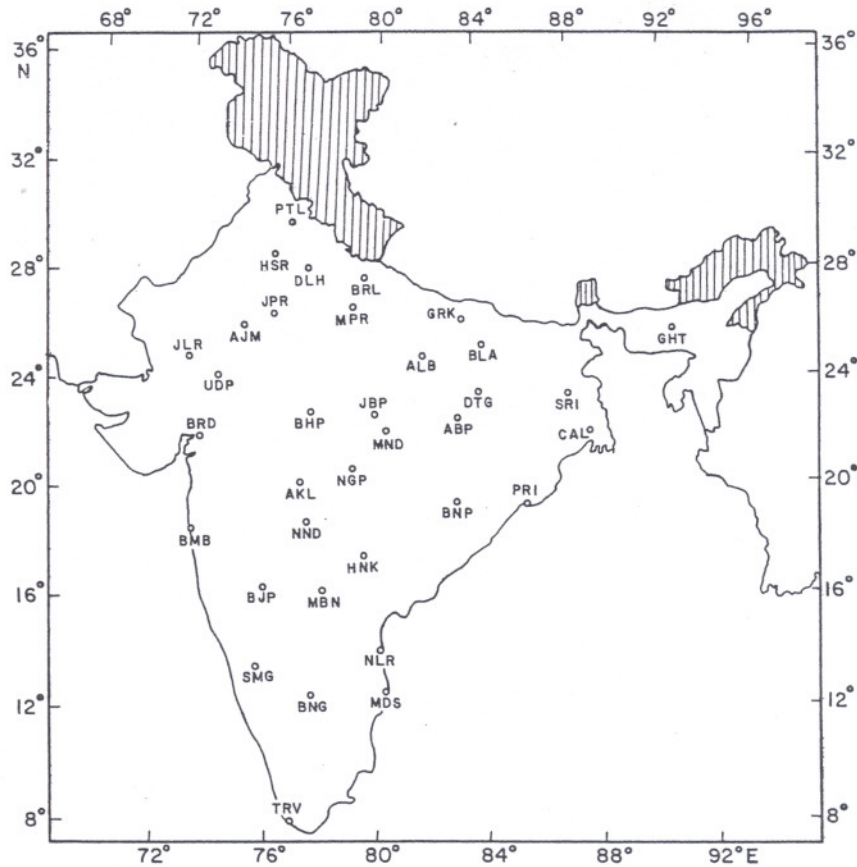 68° 72° 76° 80° 84° 88° 92° 96°
36° 36°
N
32° 32°
PTL
HSR
DLH
28° 28°
BRL
JPR
MPR
GRK
AJM
GHT
JLR
BLA
ALB
24° 24°
UDP
DTG
SRI
JBP
BRD
BHP
ABP
CAL
MND
NGP
20° 20°
AKL
PRI
BNP
NND
BMB
HNK
16° 16°
BJP
MBN
NLR
SMG
12° 12°
BNG
MDS
TRV
8° 8°
72° 76° 80° 84° 88° 92°E